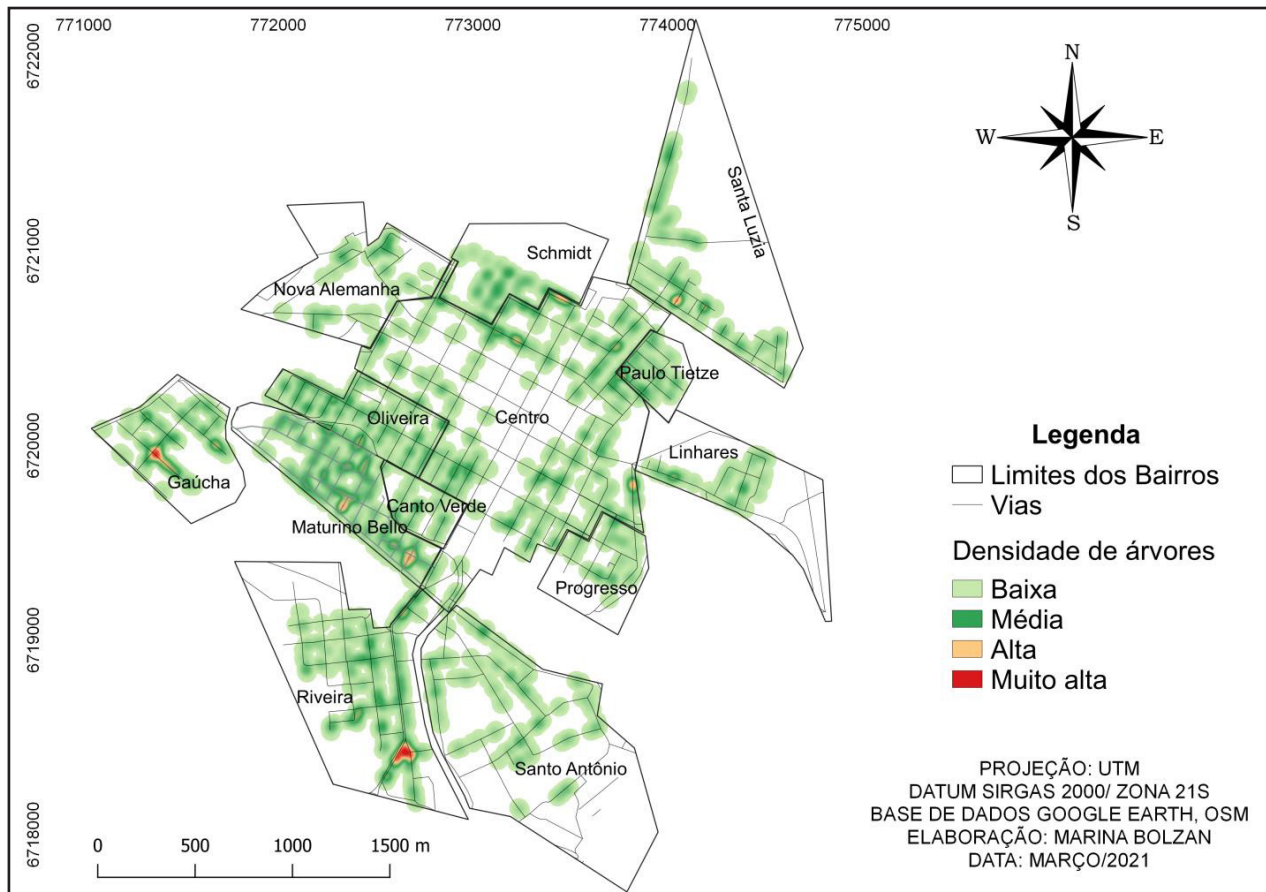 771000
772000
773000
774000
775000
6722000
6721000
6720000
6719000
6718000
N
W
E
S
Santa Luzia
Schmidt
Nova Alemanha
Paulo Tietze
Oliveira
Centro
Linhares
Gaúcha
Canto Verde
Maturino Bello
Progresso
Riveira
Santo Antônio
Legenda
Limites dos Bairros
Vias
Densidade de árvores
Baixa
Média
Alta
Muito alta
PROJEÇÃO: UTM
DATUM SIRGAS 2000/ ZONA 21S
BASE DE DADOS GOOGLE EARTH, OSM
ELABORAÇÃO: MARINA BOLZAN
DATA: MARÇO/2021
0 500 1000 1500 m